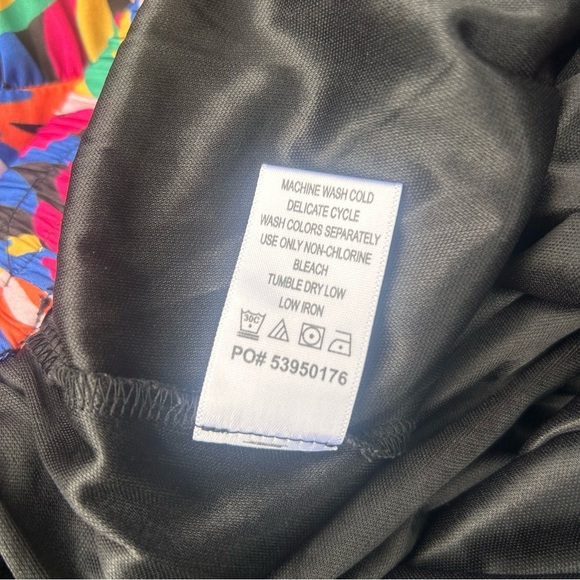 MACHINE WASH COLD
DELICATE CYCLE
WASH COLORS SEPARATELY
USE ONLY NON-CHLORINE
BLEACH
TUMBLE DRY LOW
LOW IRON
30C
PO# 53950176